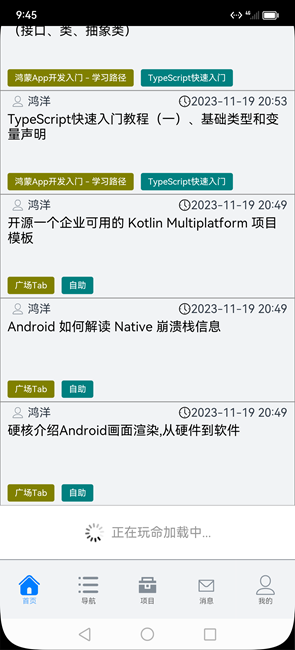 9:45
（接口、类、抽象类）
鸿蒙App开发入门 - 学习路径 TypeScript快速入门
鸿洋 2023-11-19 20:53
TypeScript快速入门教程（一）、基础类型和变
量声明
鸿蒙App开发入门 - 学习路径 TypeScript快速入门
鸿洋 2023-11-19 20:49
开源一个企业可用的 Kotlin Multiplatform 项目
模板
广场Tab 自助
鸿洋 2023-11-19 20:49
Android 如何解读 Native 崩溃栈信息
广场Tab 自助
鸿洋 2023-11-19 20:49
硬核介绍Android画面渲染,从硬件到软件
广场Tab 自助
正在玩命加载中...
首页 导航 项目 消息 我的